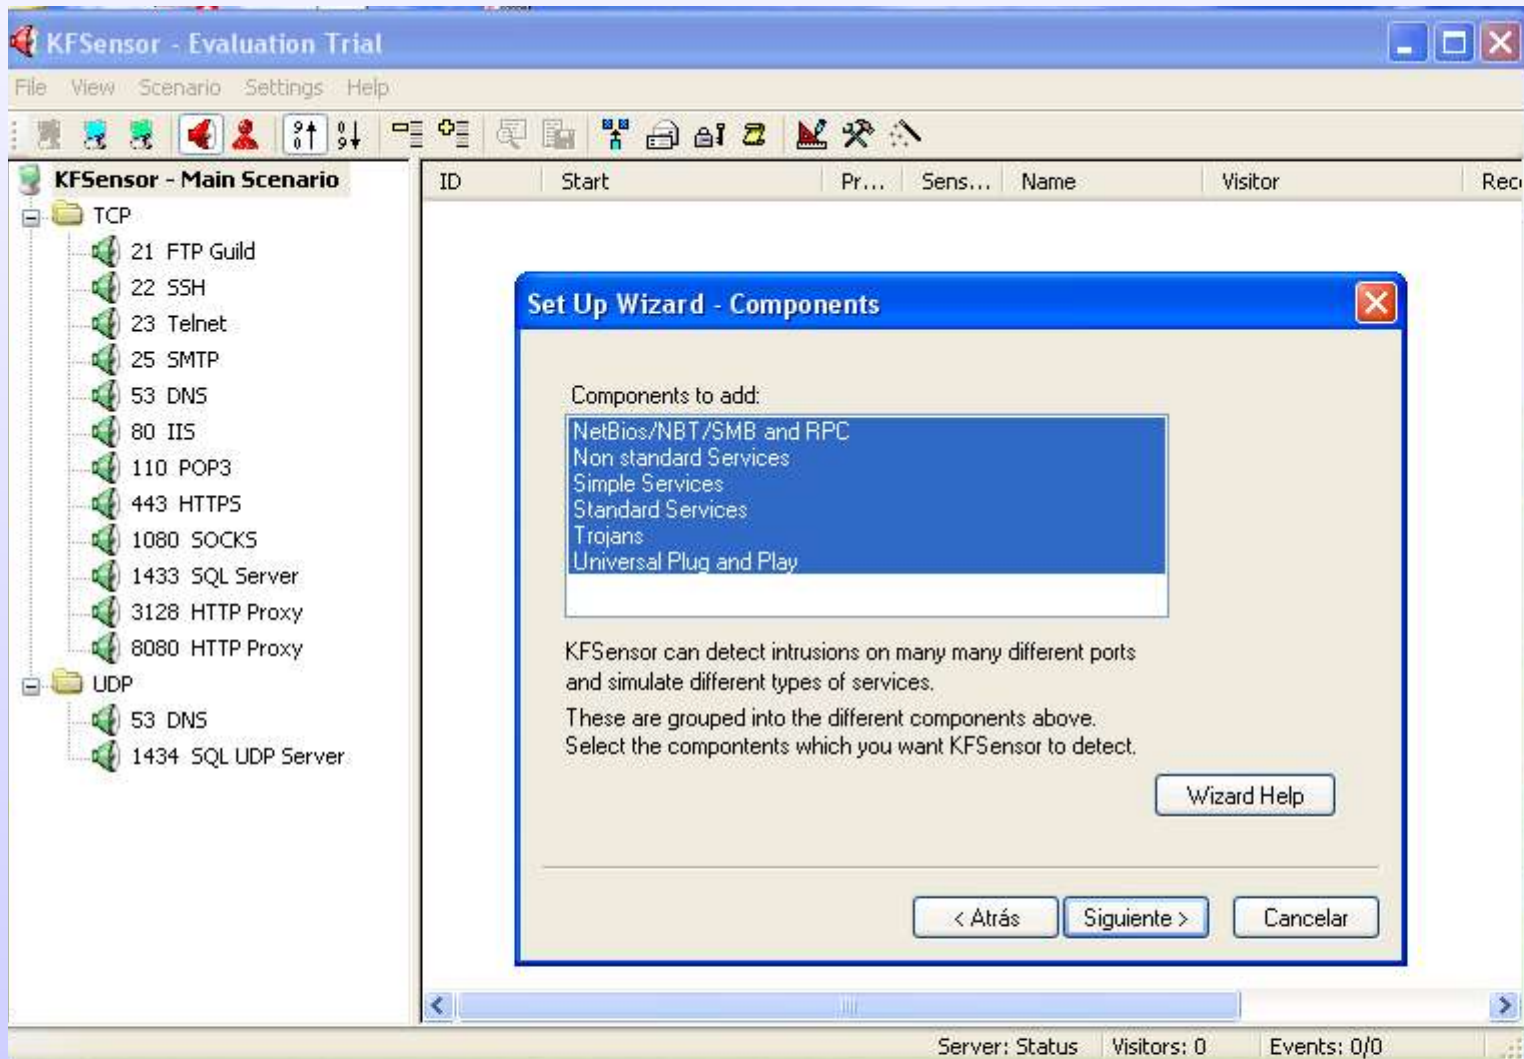 KFSensor - Evaluation Trial
File View Scenario Settings Help
KFSensor - Main Scenario
TCP
21 FTP Guild
22 SSH
23 Telnet
25 SMTP
53 DNS
80 IIS
110 POP3
443 HTTPS
1080 SOCKS
1433 SQL Server
3128 HTTP Proxy
8080 HTTP Proxy
UDP
53 DNS
1434 SQL UDP Server
ID Start Pr... Sens... Name Visitor Rec
Set Up Wizard - Components
Components to add:
NetBios/NBT/SMB and RPC
Non standard Services
Simple Services
Standard Services
Trojans
Universal Plug and Play
KFSensor can detect intrusions on many many different ports
and simulate different types of services.
These are grouped into the different components above.
Select the compontents which you want KFSensor to detect.
Wizard Help
< Atrás Siguiente > Cancelar
Server: Status Visitors: 0 Events: 0/0